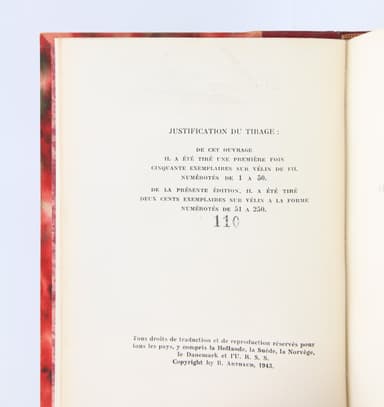 JUSTIFICATION DU TIRAGE :
DE CET OUVRAGE
IL A ÉTÉ TIRÉ UNE PREMIÈRE FOIS
CINQUANTE EXEMPLAIRES SUR VÉLIN DE FIL
NUMÉROTÉS DE 1 A 50.
DE LA PRÉSENTE ÉDITION, IL A ÉTÉ TIRÉ
DEUX CENTS EXEMPLAIRES SUR VÉLIN A LA FORME
NUMÉROTÉS DE 51 A 250.
110
Tous droits de traduction et de reproduction réservés pour
tous les pays, y compris la Hollande, la Suède, la Norvège,
le Danemark et l'U. R. S. S.
Copyright by B. ARTHAUD, 1943.